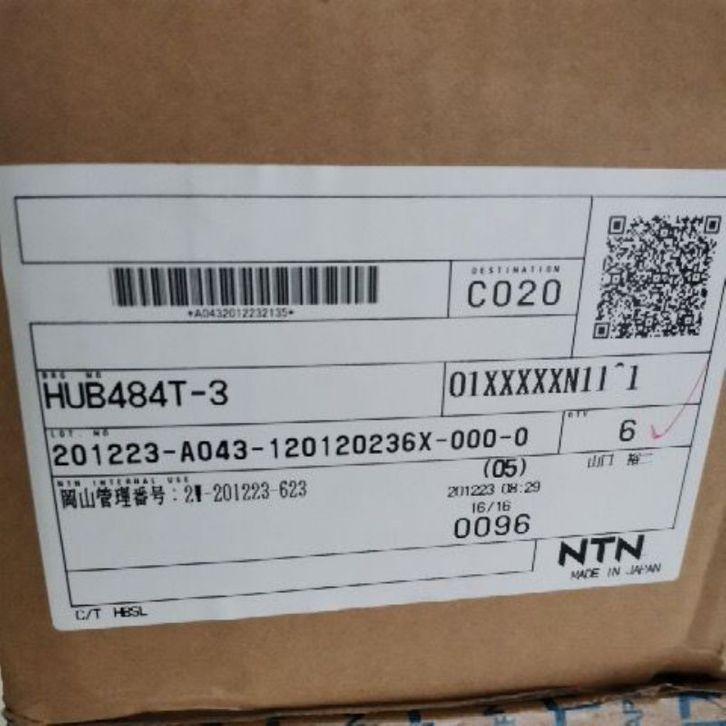 *A0432012232135*
DESTINATION
C020
BRG. NO
HUB484T-3
01XXXXXN11^1
LOT. NO
201223-A043-120120236X-000-0
QTY
6
NTN INTERNAL USE
岡山管理番号:2W-201223-623
(05)
201223 08:29
16/16
0096
山口 裕二
NTN
MADE IN JAPAN
C/T HBSL